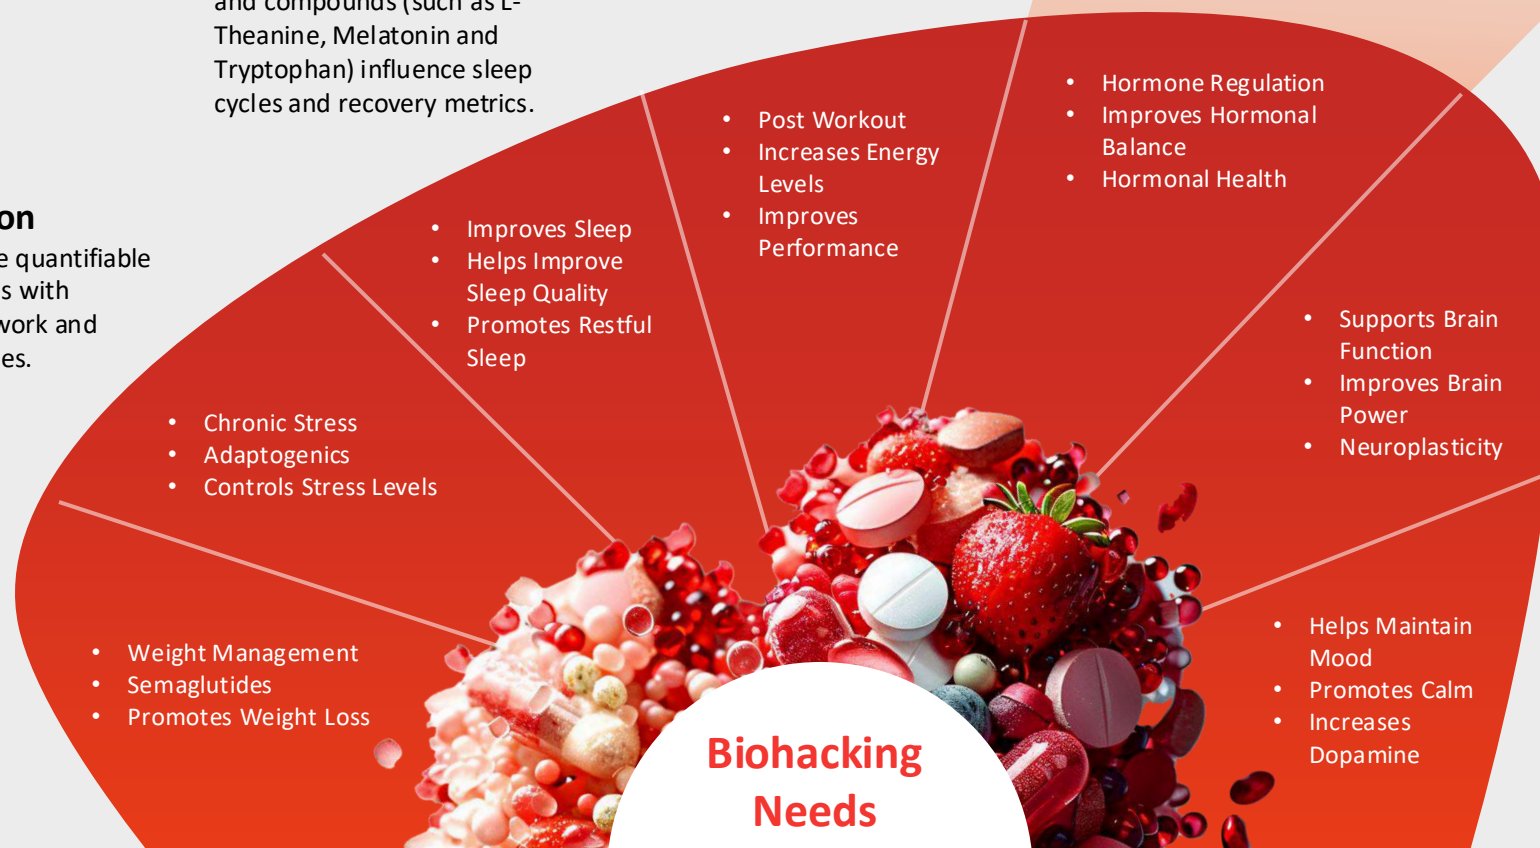 and compounds (such as L-
Theanine, Melatonin and
Tryptophan) influence sleep
cycles and recovery metrics.
on
e quantifiable
s with
work and
es.
• Weight Management
• Semaglutides
• Promotes Weight Loss
• Chronic Stress
• Adaptogenics
• Controls Stress Levels
• Improves Sleep
• Helps Improve
Sleep Quality
• Promotes Restful
Sleep
• Post Workout
• Increases Energy
Levels
• Improves
Performance
• Hormone Regulation
• Improves Hormonal
Balance
• Hormonal Health
• Supports Brain
Function
• Improves Brain
Power
• Neuroplasticity
• Helps Maintain
Mood
• Promotes Calm
• Increases
Dopamine
Biohacking
Needs